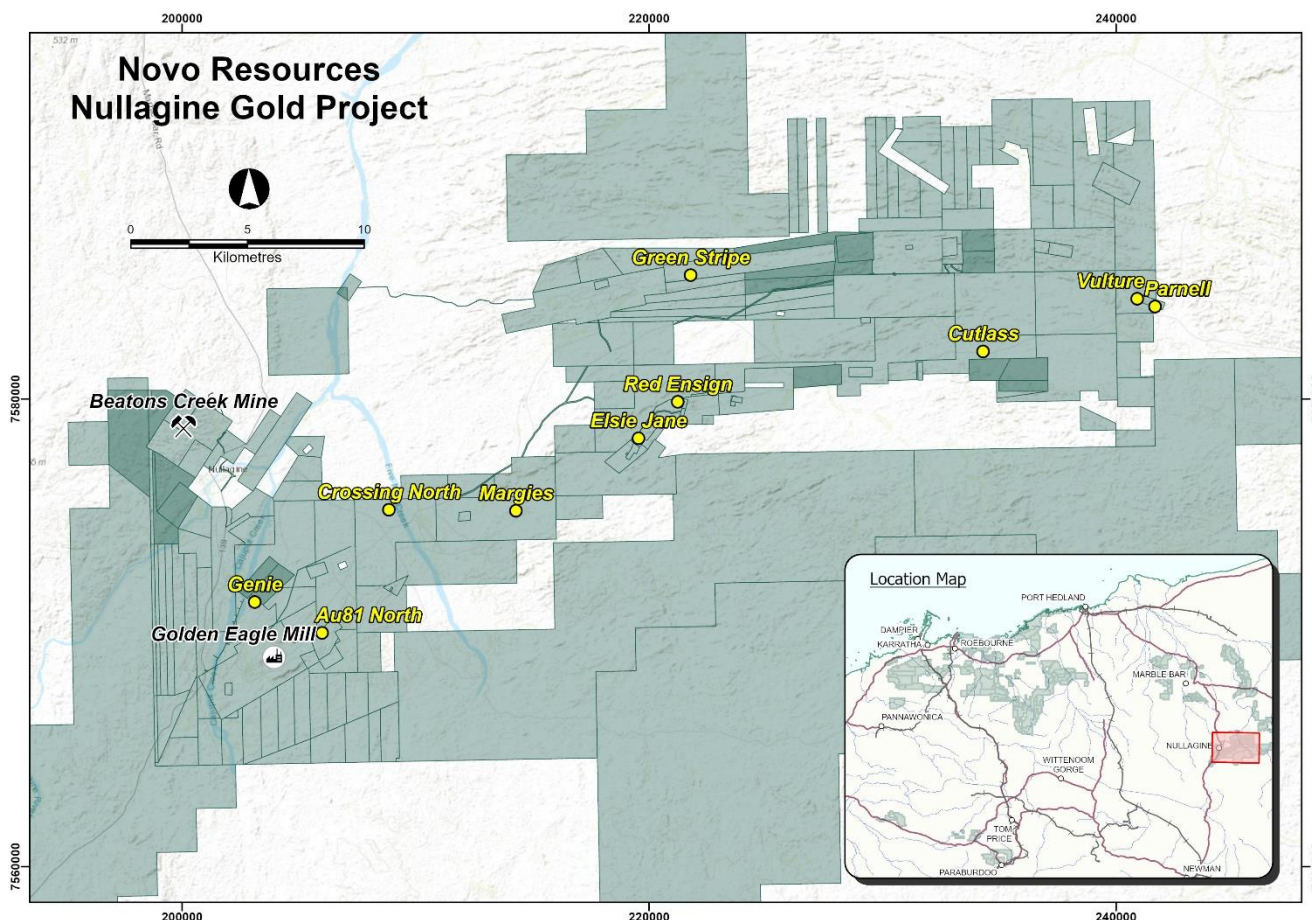 200000
220000
240000
532 m
Novo Resources
Nullagine Gold Project
0
5
10
Kilometres
Green Stripe
Vulture
Parnell
Cutlass
Red Ensign
7580000
Beatons Creek Mine
Elsie Jane
Nullagine
Crossing North
Margies
Genie
Au81 North
Golden Eagle Mill
Location Map
PORT HEDLAND
DAMPIER
KARRATHA
ROEBOURNE
MARBLE BAR
PANNAWONICA
NULLAGINE
WITTENOOM
GORGE
TOM
PRICE
PARABURDOO
NEWMAN
7560000
200000
220000
240000